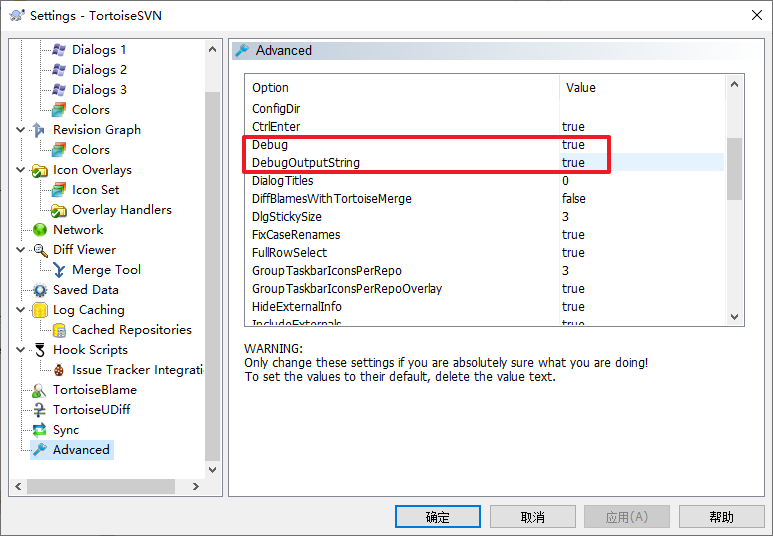 Settings - TortoiseSVN
Dialogs 1
Dialogs 2
Dialogs 3
Colors
Revision Graph
Colors
Icon Overlays
Icon Set
Overlay Handlers
Network
Diff Viewer
Merge Tool
Saved Data
Log Caching
Cached Repositories
Hook Scripts
Issue Tracker Integrati
TortoiseBlame
TortoiseUDiff
Sync
Advanced
Advanced
Option Value
ConfigDir
CtrlEnter true
Debug true
DebugOutputString true
DialogTitles 0
DiffBlamesWithTortoiseMerge false
DlgStickySize 3
FixCaseRenames true
FullRowSelect true
GroupTaskbarIconsPerRepo 3
GroupTaskbarIconsPerRepoOverlay true
HideExternalInfo true
IncludeExternals true
WARNING:
Only change these settings if you are absolutely sure what you are doing!
To set the values to their default, delete the value text.
确定 取消 应用(A) 帮助